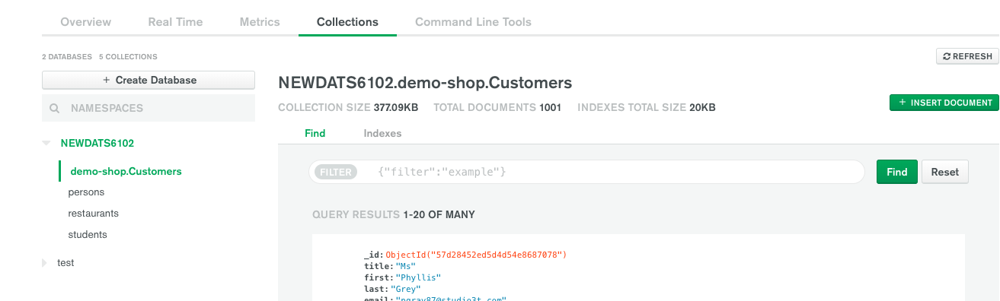 Overview Real Time Metrics Collections Command Line Tools
2 DATABASES 5 COLLECTIONS
REFRESH
+ Create Database
NAMESPACES
NEWDATS6102
demo-shop.Customers
persons
restaurants
students
test
NEWDATS6102.demo-shop.Customers
COLLECTION SIZE 377.09KB TOTAL DOCUMENTS 1001 INDEXES TOTAL SIZE 20KB
+ INSERT DOCUMENT
Find Indexes
FILTER {"filter":"example"} Find Reset
QUERY RESULTS 1-20 OF MANY
_id: ObjectId("57d28452ed5d4d54e8687078")
title: "Ms"
first: "Phyllis"
last: "Grey"
email: "pgray87@studio3t.com"